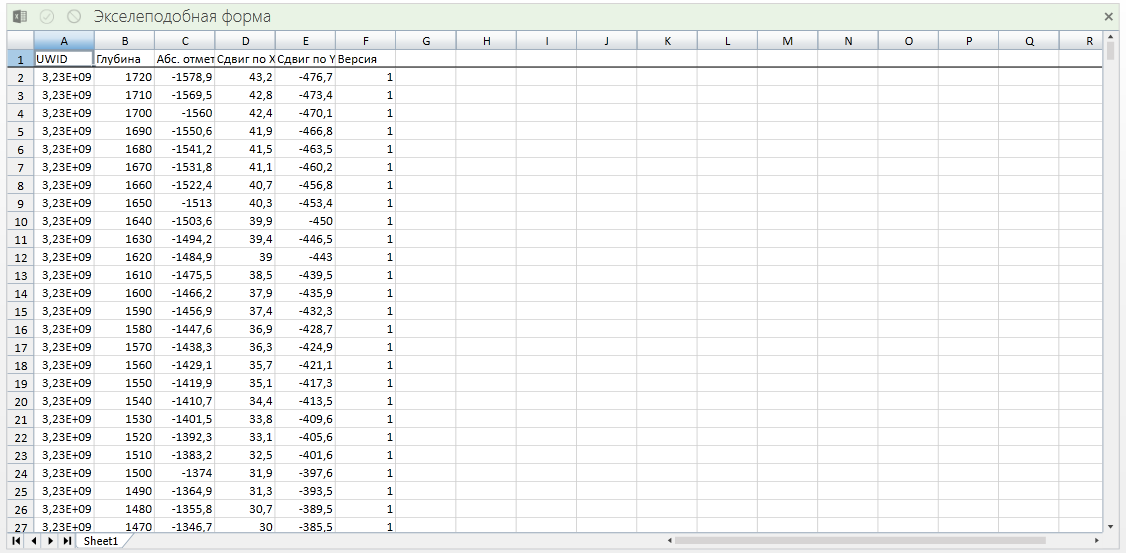 Экселеподобная форма
A B C D E F G H I J K L M N O P Q R
1 UWID Глубина Абс. отмет Сдвиг по X Сдвиг по Y Версия
2 3,23E+09 1720 -1578,9 43,2 -476,7 1
3 3,23E+09 1710 -1569,5 42,8 -473,4 1
4 3,23E+09 1700 -1560 42,4 -470,1 1
5 3,23E+09 1690 -1550,6 41,9 -466,8 1
6 3,23E+09 1680 -1541,2 41,5 -463,5 1
7 3,23E+09 1670 -1531,8 41,1 -460,2 1
8 3,23E+09 1660 -1522,4 40,7 -456,8 1
9 3,23E+09 1650 -1513 40,3 -453,4 1
10 3,23E+09 1640 -1503,6 39,9 -450 1
11 3,23E+09 1630 -1494,2 39,4 -446,5 1
12 3,23E+09 1620 -1484,9 39 -443 1
13 3,23E+09 1610 -1475,5 38,5 -439,5 1
14 3,23E+09 1600 -1466,2 37,9 -435,9 1
15 3,23E+09 1590 -1456,9 37,4 -432,3 1
16 3,23E+09 1580 -1447,6 36,9 -428,7 1
17 3,23E+09 1570 -1438,3 36,3 -424,9 1
18 3,23E+09 1560 -1429,1 35,7 -421,1 1
19 3,23E+09 1550 -1419,9 35,1 -417,3 1
20 3,23E+09 1540 -1410,7 34,4 -413,5 1
21 3,23E+09 1530 -1401,5 33,8 -409,6 1
22 3,23E+09 1520 -1392,3 33,1 -405,6 1
23 3,23E+09 1510 -1383,2 32,5 -401,6 1
24 3,23E+09 1500 -1374 31,9 -397,6 1
25 3,23E+09 1490 -1364,9 31,3 -393,5 1
26 3,23E+09 1480 -1355,8 30,7 -389,5 1
27 3,23E+09 1470 -1346,7 30 -385,5 1
Sheet1